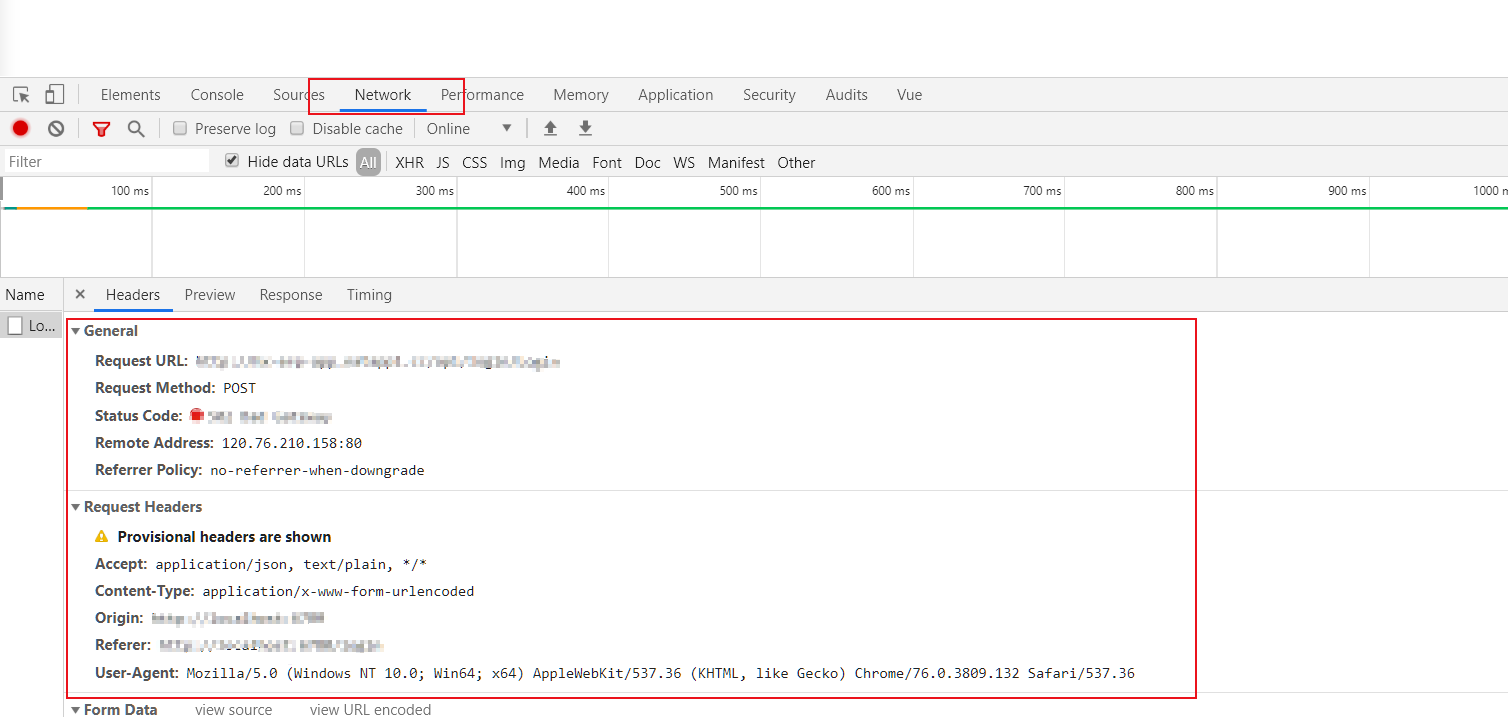 Elements Console Sources Network Performance Memory Application Security Audits Vue
Preserve log Disable cache Online
Filter Hide data URLs All XHR JS CSS Img Media Font Doc WS Manifest Other
100 ms 200 ms 300 ms 400 ms 500 ms 600 ms 700 ms 800 ms 900 ms 1000 m
Name × Headers Preview Response Timing
Lo...
General
Request URL:
Request Method: POST
Status Code:
Remote Address: 120.76.210.158:80
Referrer Policy: no-referrer-when-downgrade
Request Headers
Provisional headers are shown
Accept: application/json, text/plain, */*
Content-Type: application/x-www-form-urlencoded
Origin:
Referer:
User-Agent: Mozilla/5.0 (Windows NT 10.0; Win64; x64) AppleWebKit/537.36 (KHTML, like Gecko) Chrome/76.0.3809.132 Safari/537.36
Form Data view source view URL encoded